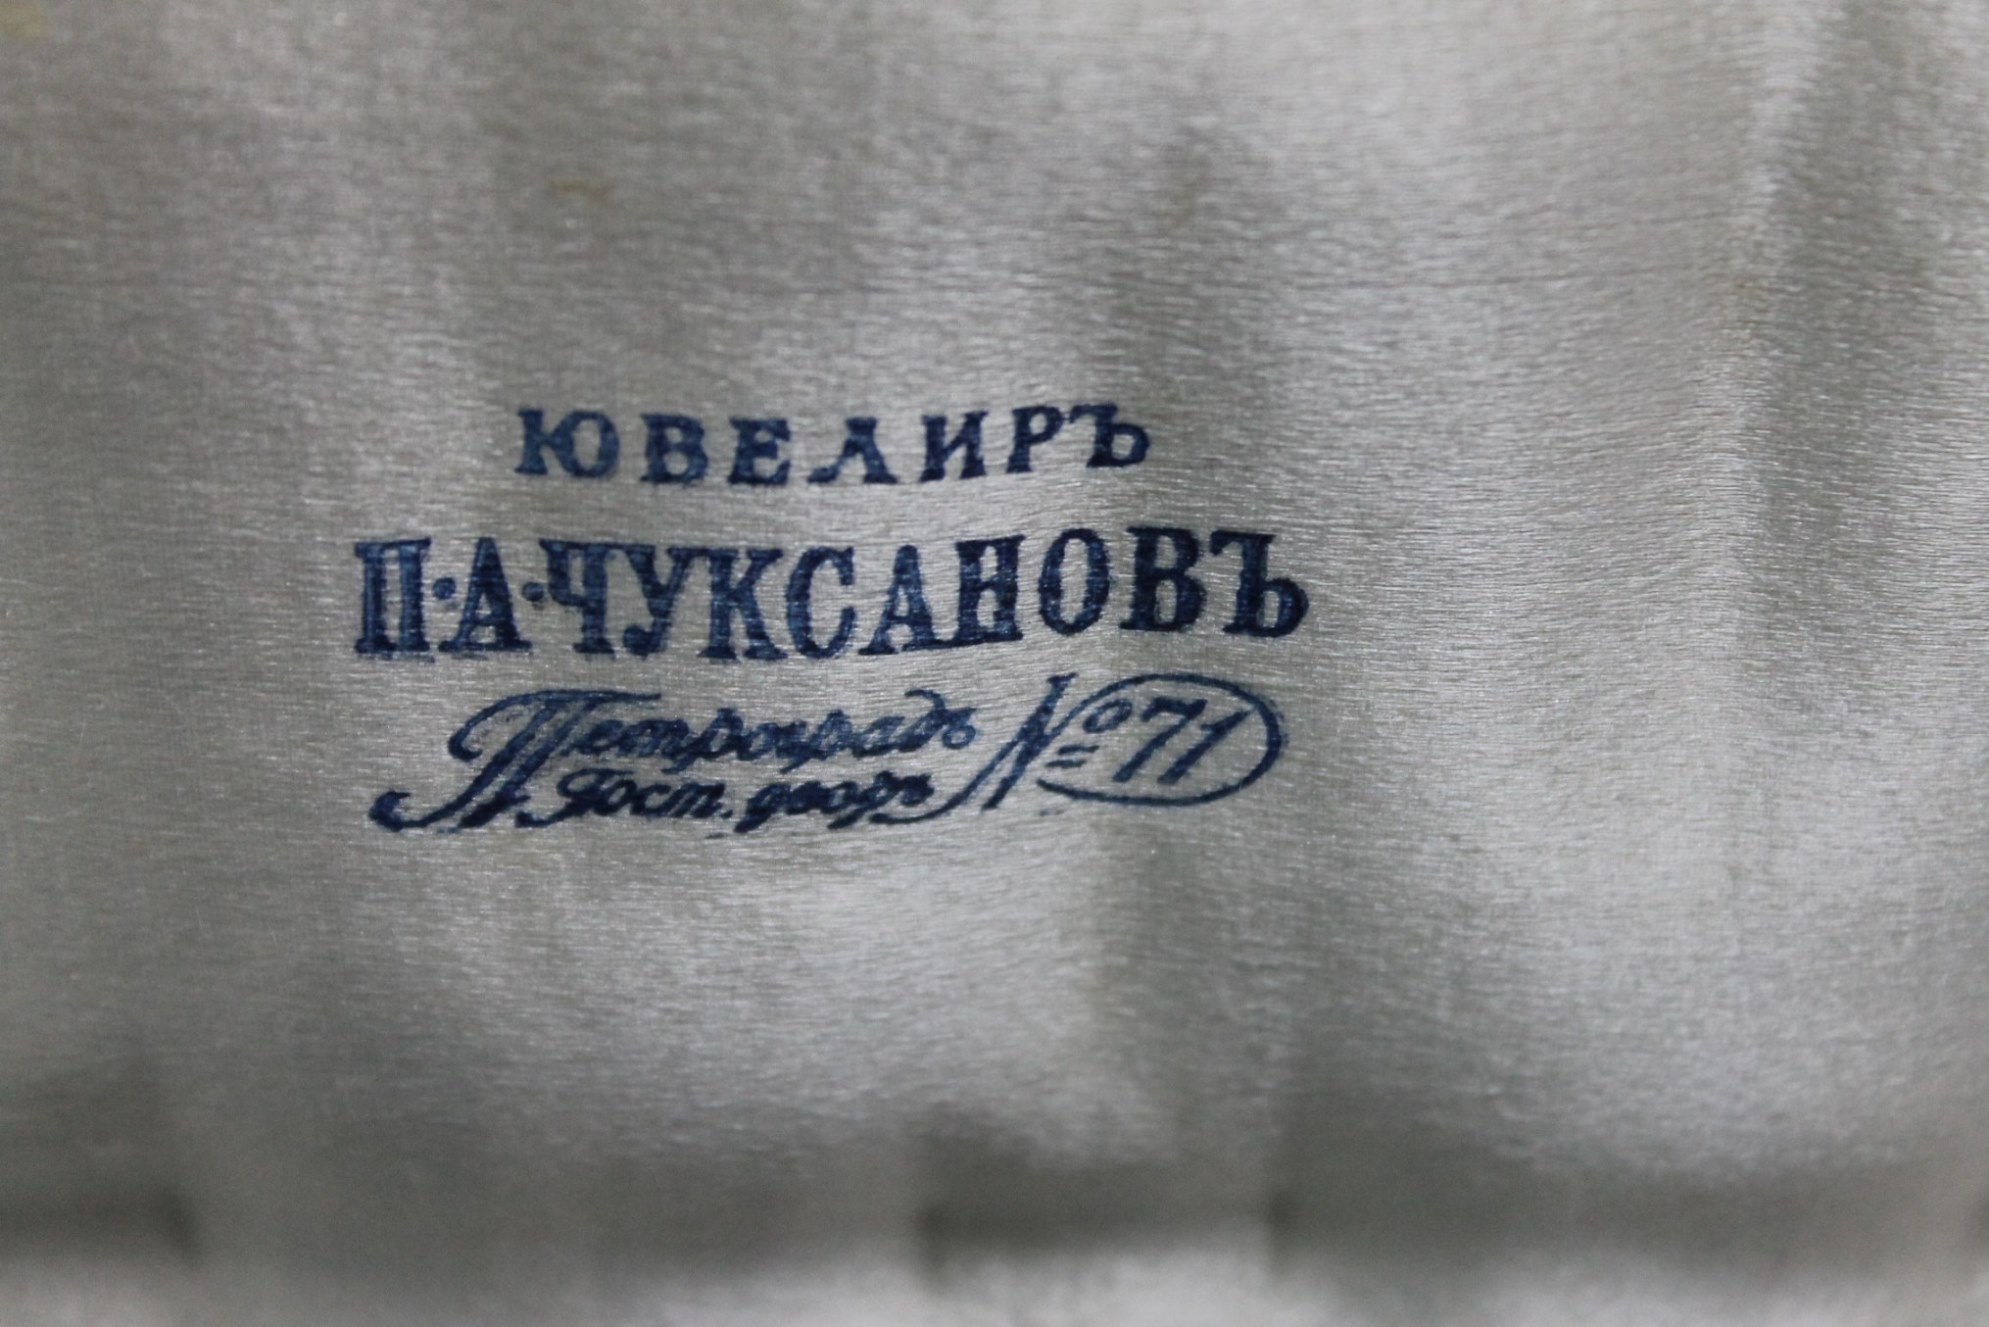 ЮВЕЛИРЪ
П·А·ЧУКСАНОВЪ
Петроградъ
Гост. дворъ № 71